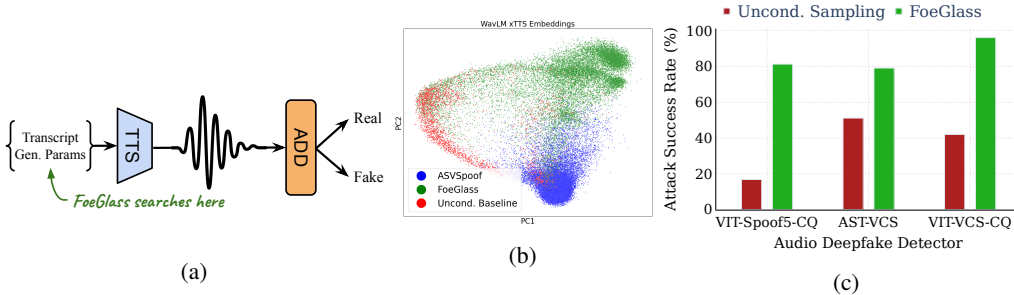 Transcript
Gen. Params
TTS
ADD
Real
Fake
FoeGlass searches here
(a)
WavLM xTTS Embeddings
PC2
ASVSpoof
FoeGlass
Uncond. Baseline
PC1
(b)
Uncond. Sampling
FoeGlass
Attack Success Rate (%)
100
80
60
40
20
0
VIT-Spoof5-CQ
AST-VCS
VIT-VCS-CQ
Audio Deepfake Detector
(c)